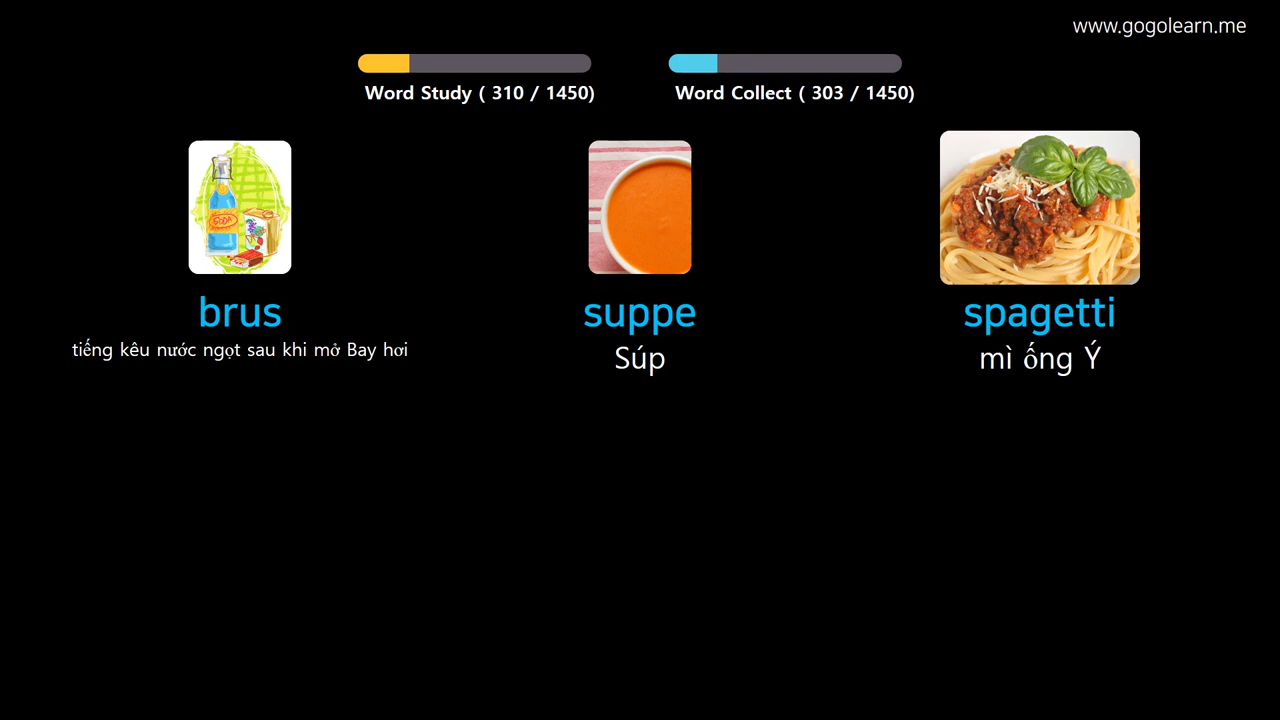 www.gogolearn.me
Word Study ( 310 / 1450)
Word Collect ( 303 / 1450)
SODA
brus
tiếng kêu nước ngọt sau khi mở Bay hơi
suppe
Súp
spagetti
mì ống Ý